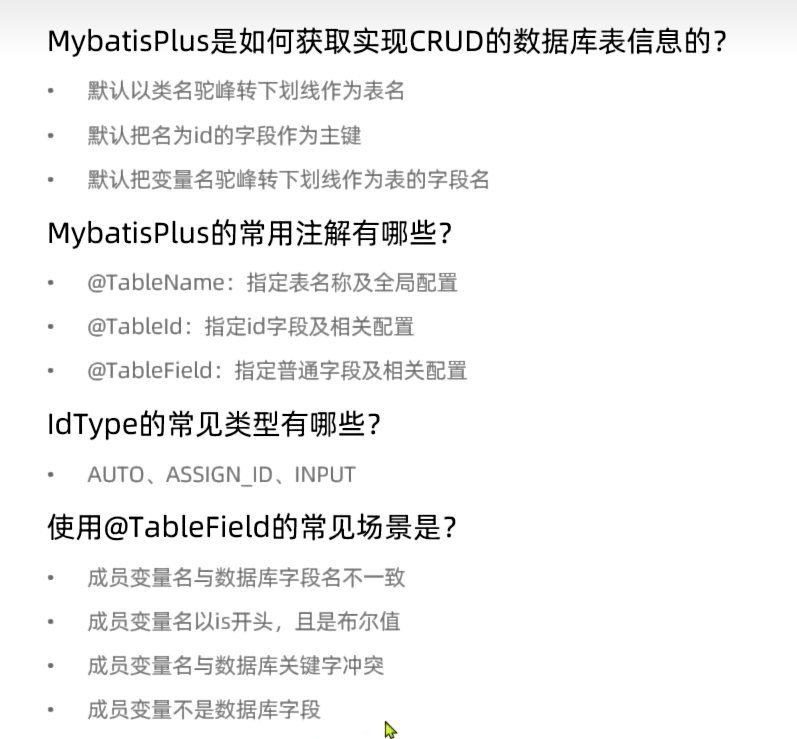 MybatisPlus是如何获取实现CRUD的数据库表信息的？
• 默认以类名驼峰转下划线作为表名
• 默认把名为id的字段作为主键
• 默认把变量名驼峰转下划线作为表的字段名
MybatisPlus的常用注解有哪些？
• @TableName：指定表名称及全局配置
• @TableId：指定id字段及相关配置
• @TableField：指定普通字段及相关配置
IdType的常见类型有哪些？
• AUTO、ASSIGN_ID、INPUT
使用@TableField的常见场景是？
• 成员变量名与数据库字段名不一致
• 成员变量名以is开头，且是布尔值
• 成员变量名与数据库关键字冲突
• 成员变量不是数据库字段